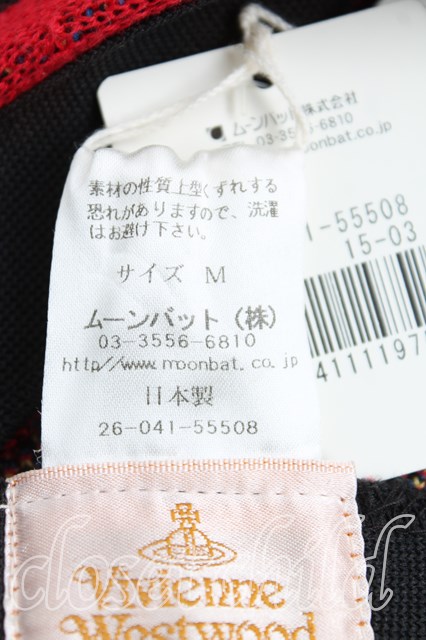 ムーンバット株式会社
03-3556-6810
moonbat.co.jp
1-55508
15-03
411119
素材の性質上型くずれする
恐れがありますので、洗濯
はお避け下さい。
サイズ M
ムーンバット(株)
03-3556-6810
http://www.moonbat.co.jp
日本製
26-041-55508
Vivienne
Westwood
closet child